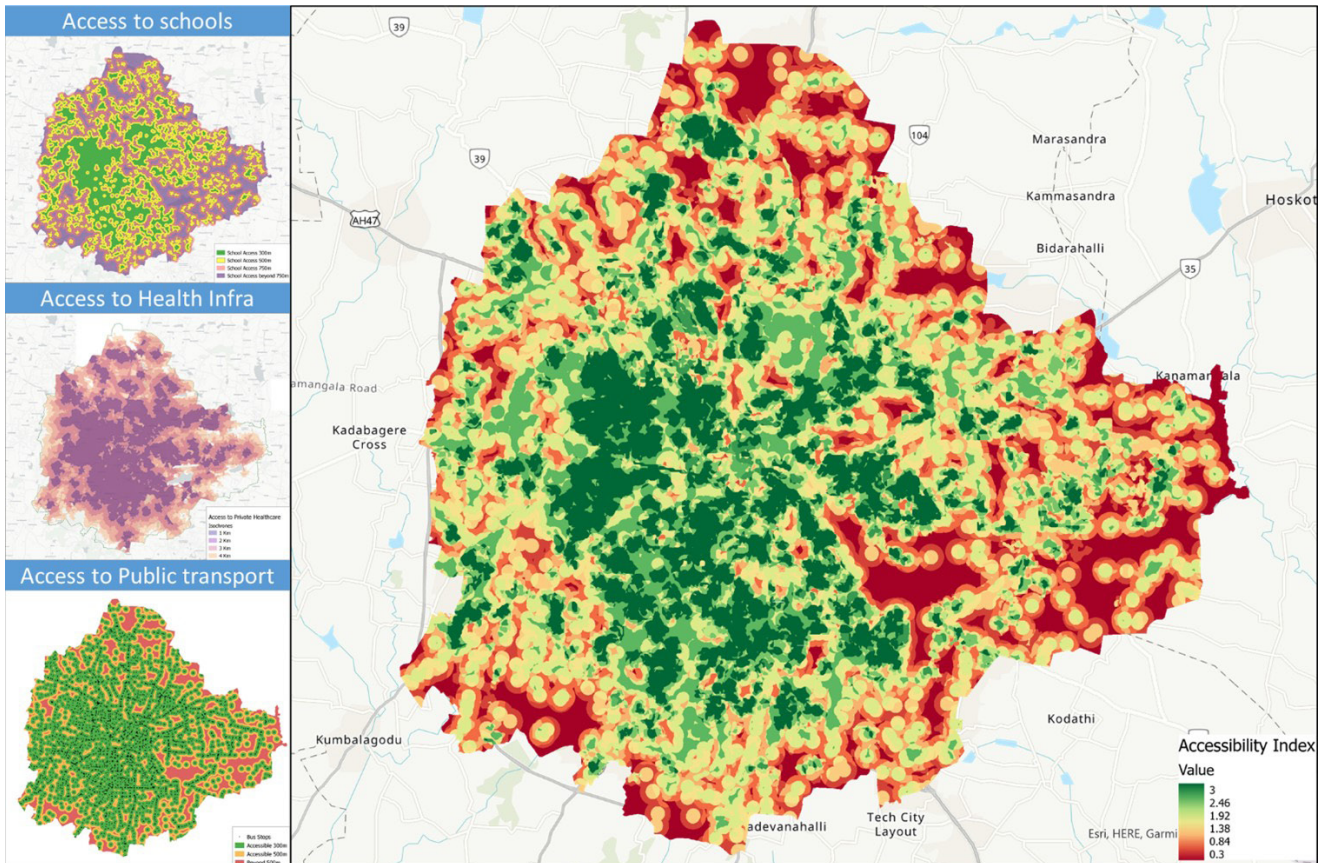 Access to schools
School Access 300m
School Access 500m
School Access 750m
School Access beyond 750m
Access to Health Infra
Access to Private Healthcare
Isochrones
1 Km
2 Km
3 Km
4 Km
Access to Public transport
Bus Stops
Accessible 300m
Accessible 500m
Beyond 500m
39
104
39
Marasandra
Kammasandra
Hoskot
AH47
Bidarahalli
35
amangala Road
Kadabagere
Cross
Kodathi
Kumbalagodu
adevanahalli
Tech City
Layout
Accessibility Index
Value
3
2.46
1.92
1.38
0.84
0.3
Esri, HERE, Garmi